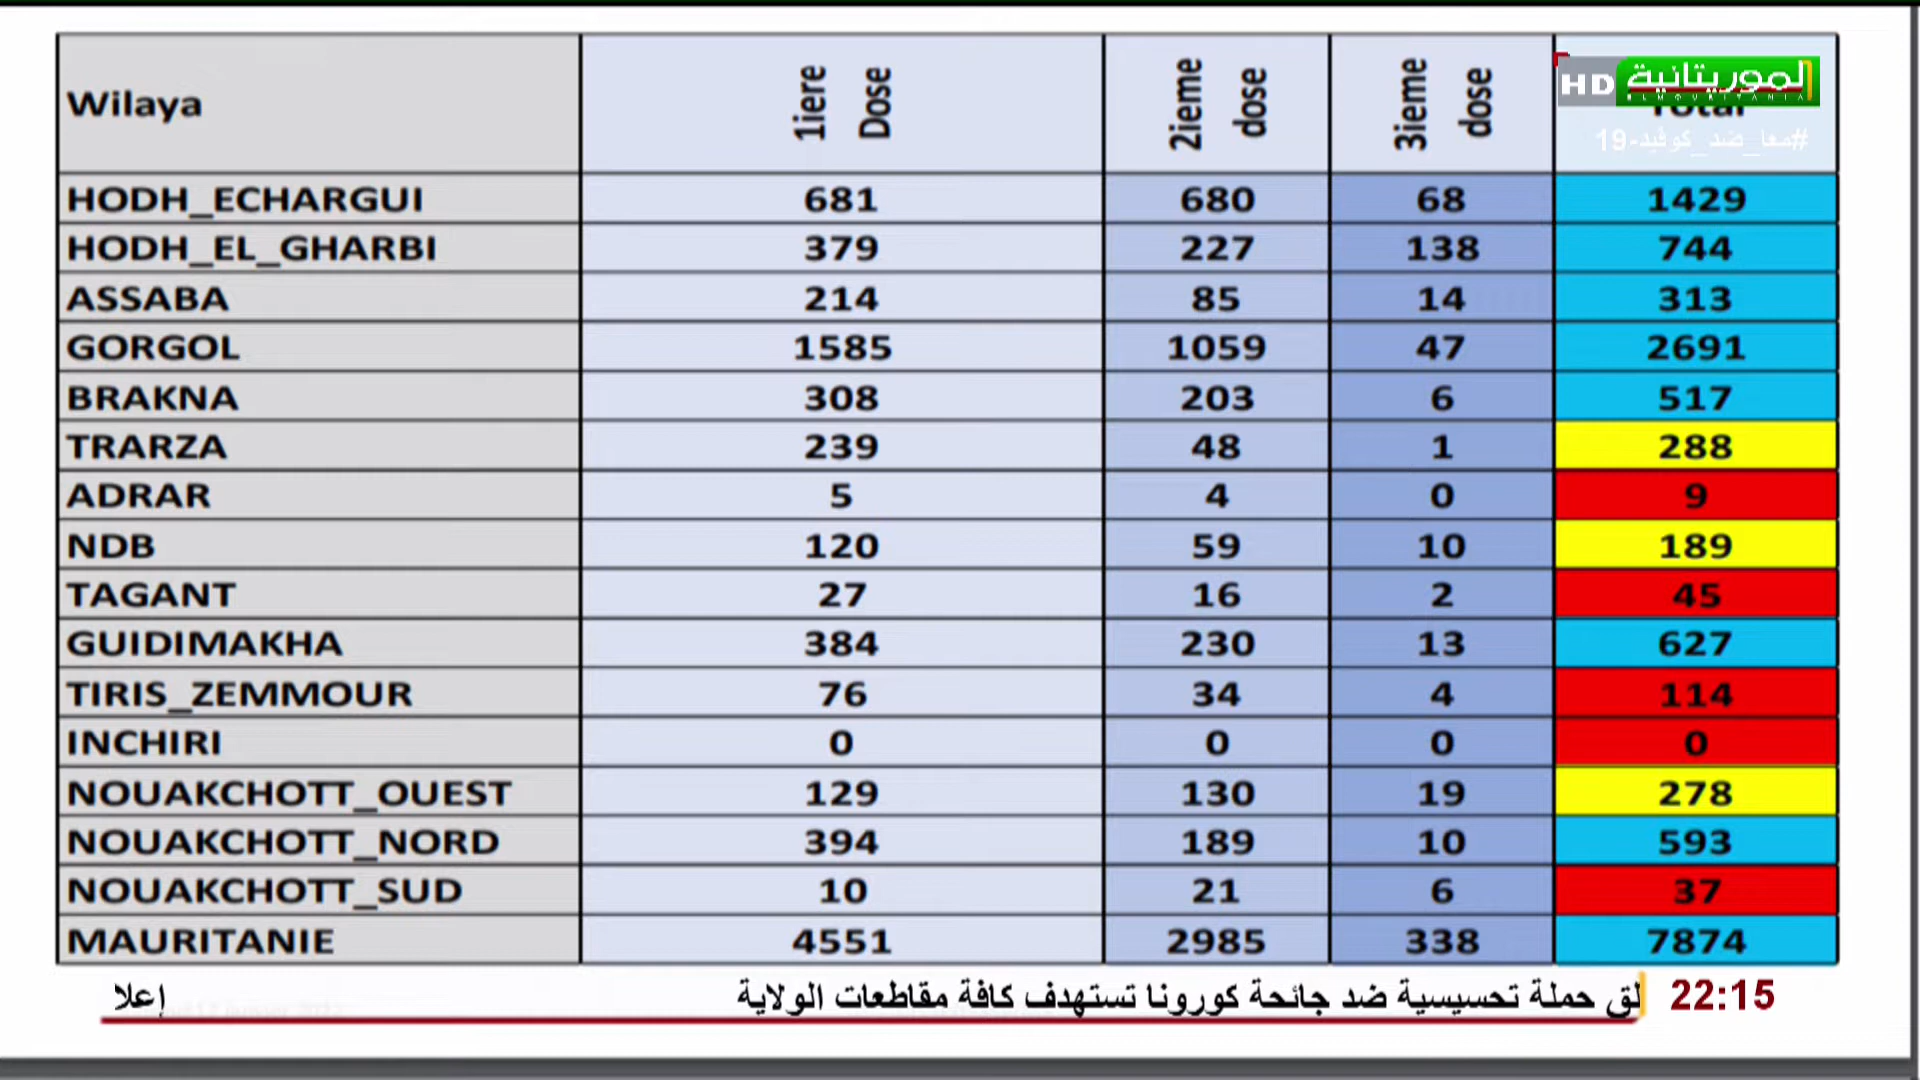 Wilaya 1iere Dose 2ieme dose 3ieme dose Total
HD الموريتانية
ELMOURITANIA
#معا_ضد_كوفيد-19
HODH_ECHARGUI 681 680 68 1429
HODH_EL_GHARBI 379 227 138 744
ASSABA 214 85 14 313
GORGOL 1585 1059 47 2691
BRAKNA 308 203 6 517
TRARZA 239 48 1 288
ADRAR 5 4 0 9
NDB 120 59 10 189
TAGANT 27 16 2 45
GUIDIMAKHA 384 230 13 627
TIRIS_ZEMMOUR 76 34 4 114
INCHIRI 0 0 0 0
NOUAKCHOTT_OUEST 129 130 19 278
NOUAKCHOTT_NORD 394 189 10 593
NOUAKCHOTT_SUD 10 21 6 37
MAURITANIE 4551 2985 338 7874
22:15 لق حملة تحسيسية ضد جائحة كورونا تستهدف كافة مقاطعات الولاية إعلا